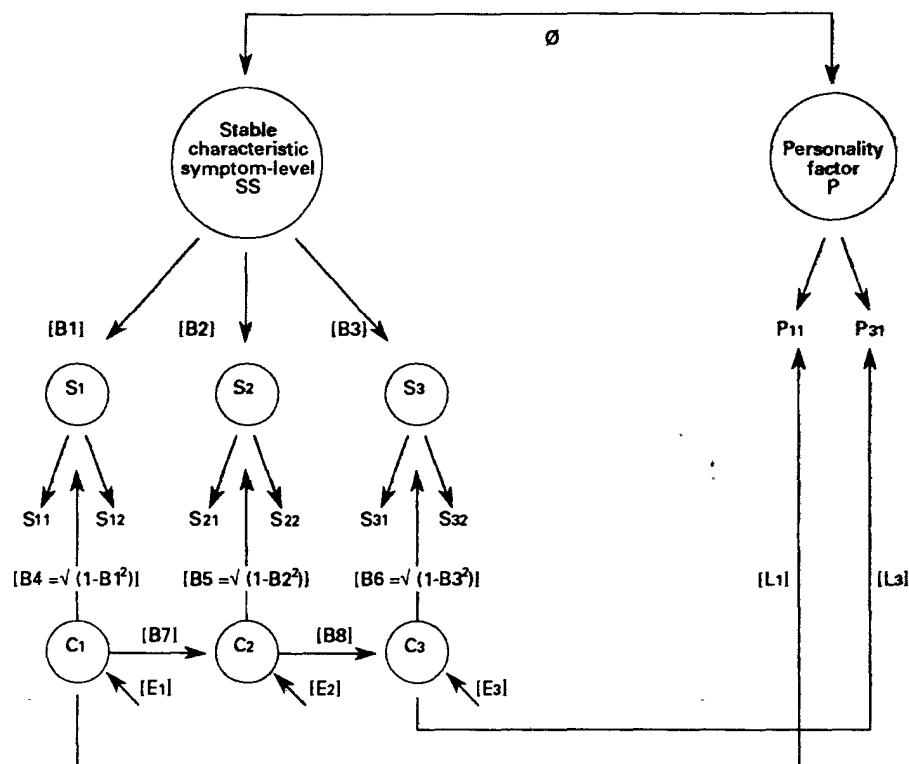 Ø
Stable
characteristic
symptom-level
SS
Personality
factor
P
[B1]
[B2]
[B3]
P11
P31
S1
S2
S3
S11
S12
S21
S22
S31
S32
[B4 =√ (1-B1²)]
[B5 =√ (1-B2²)]
[B6 =√ (1-B3²)]
[L1]
[L3]
C1
[B7]
C2
[B8]
C3
[E1]
[E2]
[E3]